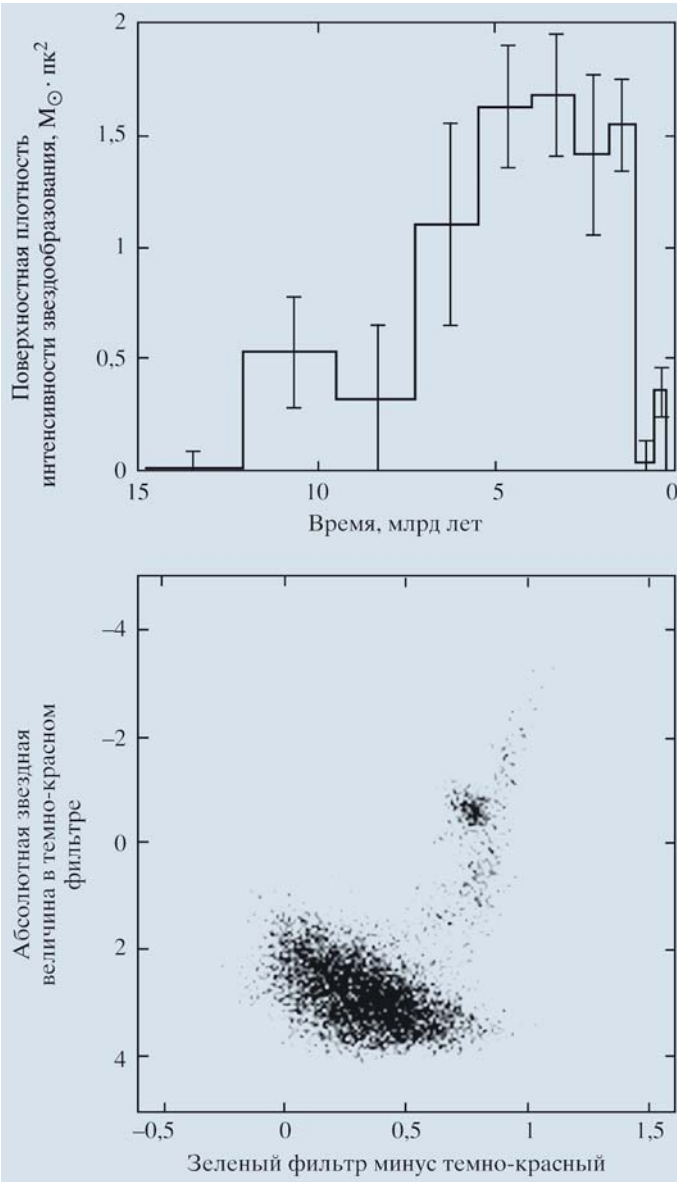 Поверхностная плотность
интенсивности звездообразования, M☉· пк²
2
1,5
1
0,5
0
15
10
5
0
Время, млрд лет
Абсолютная звездная
величина в темно-красном
фильтре
–4
–2
0
2
4
–0,5
0
0,5
1
1,5
Зеленый фильтр минус темно-красный